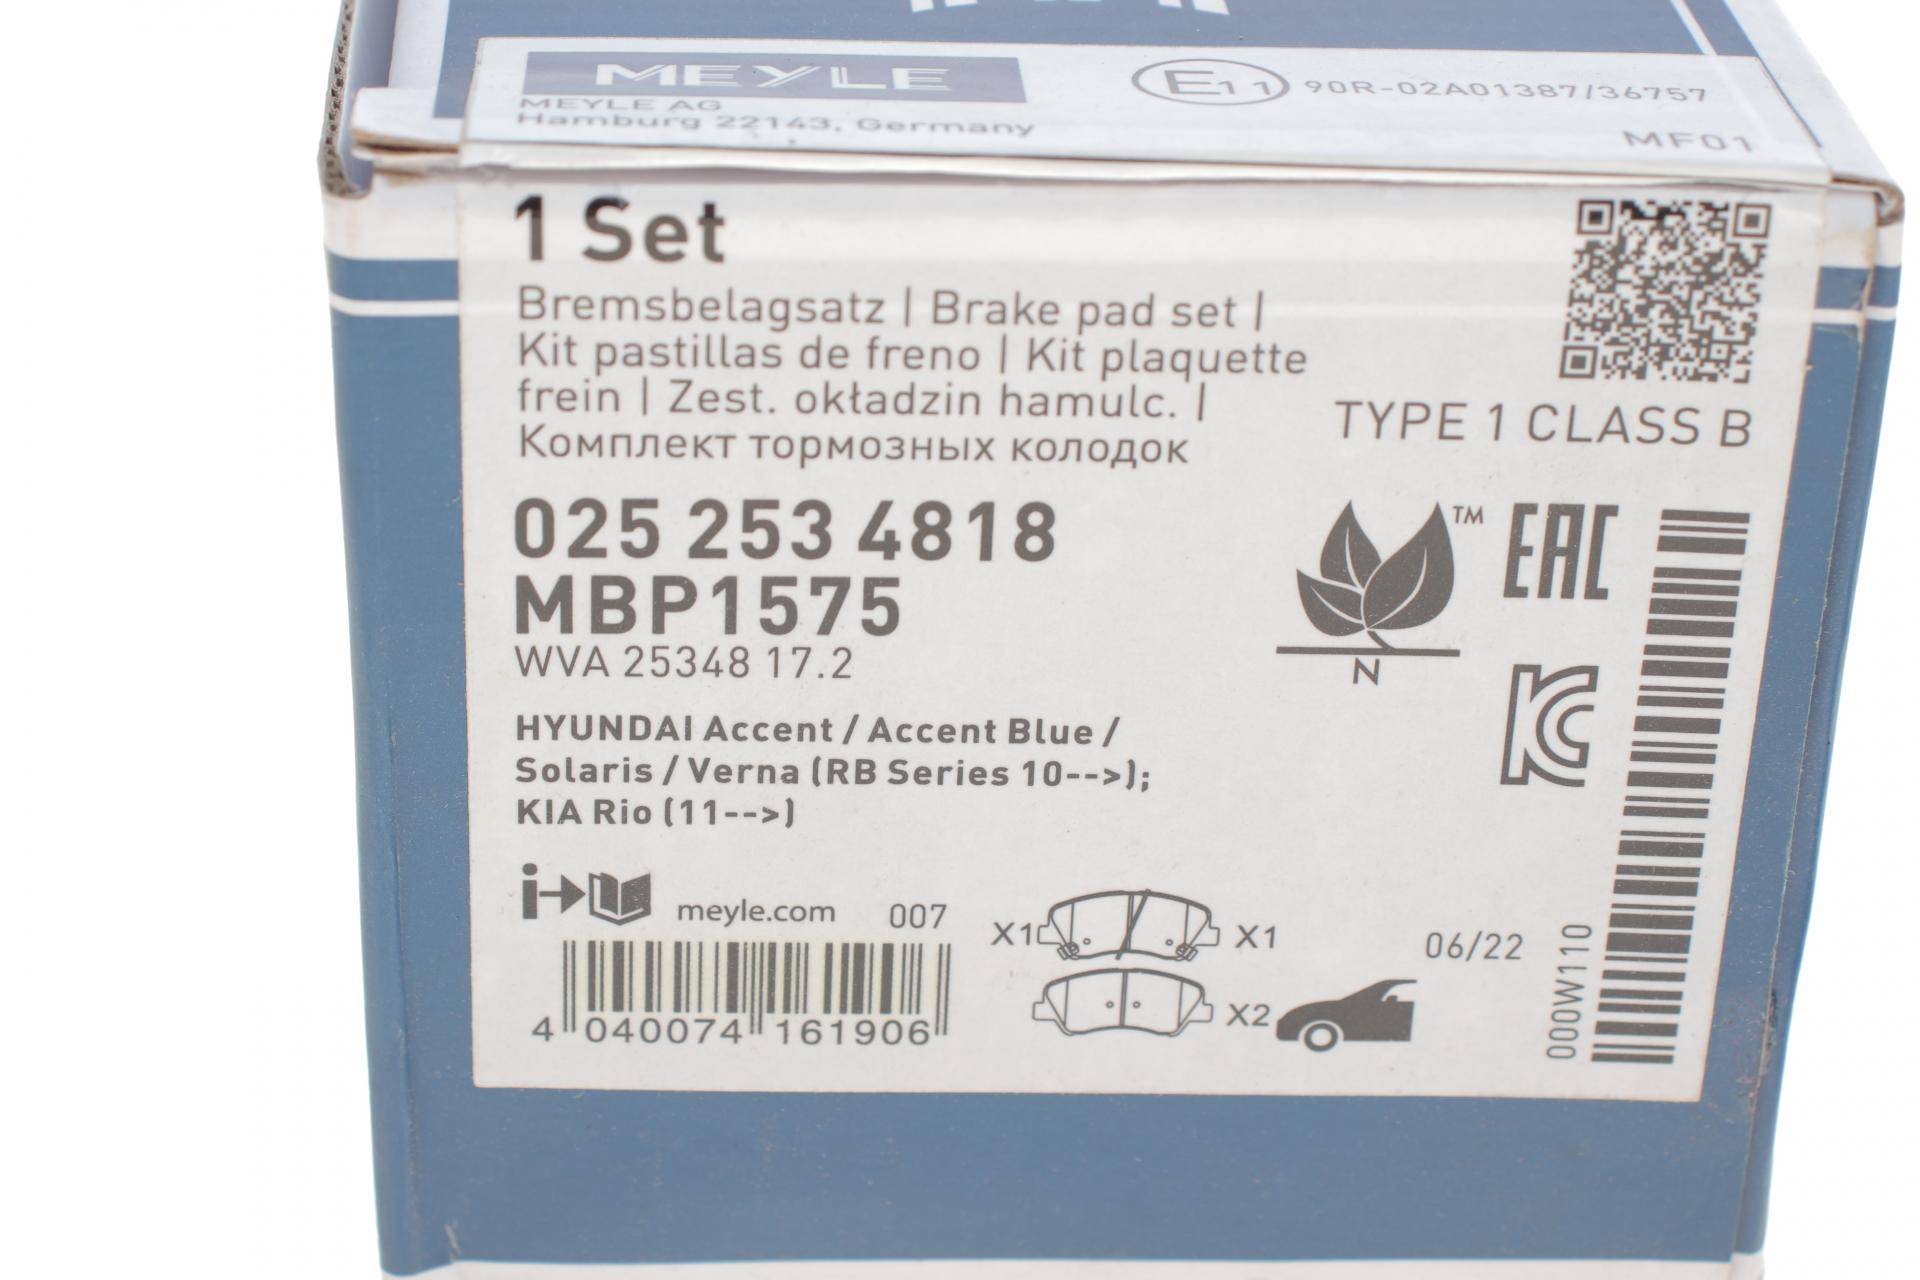 MEYLE
MEYLE AG
Hamburg 22143, Germany
E11 90R-02A01387/36757
MF01
1 Set
Bremsbelagsatz | Brake pad set |
Kit pastillas de freno | Kit plaquette
frein | Zest. okładzin hamulc. |
Комплект тормозных колодок
TYPE 1 CLASS B
025 253 4818
MBP1575
WVA 25348 17.2
TM
EAC
N
KC
HYUNDAI Accent / Accent Blue /
Solaris / Verna (RB Series 10-->);
KIA Rio (11-->)
i
meyle.com
007
X1 X1
X2
06/22
000W110
4 040074 161906